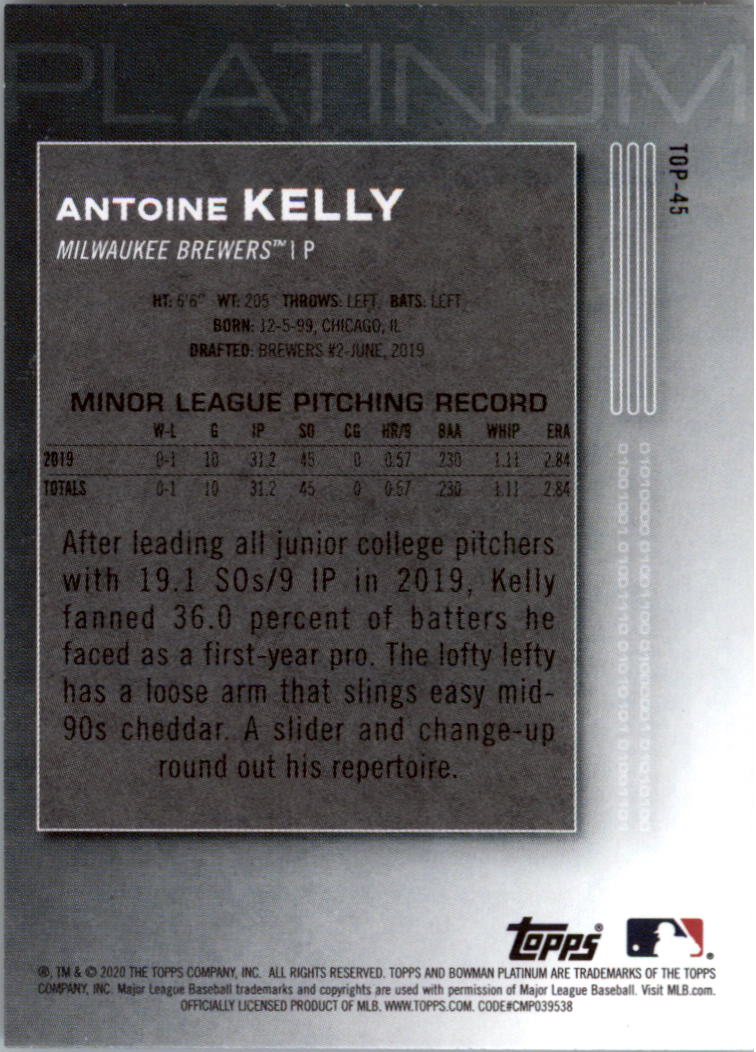 PLATINUM
TOP-45
ANTOINE KELLY
MILWAUKEE BREWERS™ | P
HT: 6'6" WT: 205 THROWS: LEFT BATS: LEFT
BORN: 12-5-99, CHICAGO, IL
DRAFTED: BREWERS #2-JUNE, 2019
MINOR LEAGUE PITCHING RECORD
W-L G IP SO CG HR/9 BAA WHIP ERA
2019 0-1 10 31.2 45 0 0.57 .230 1.11 2.84
TOTALS 0-1 10 31.2 45 0 0.57 .230 1.11 2.84
After leading all junior college pitchers
with 19.1 SOs/9 IP in 2019, Kelly
fanned 36.0 percent of batters he
faced as a first-year pro. The lofty lefty
has a loose arm that slings easy mid-
90s cheddar. A slider and change-up
round out his repertoire.
topps®
®, TM & © 2020 THE TOPPS COMPANY, INC. ALL RIGHTS RESERVED. TOPPS AND BOWMAN PLATINUM ARE TRADEMARKS OF THE TOPPS
COMPANY, INC. Major League Baseball trademarks and copyrights are used with permission of Major League Baseball. Visit MLB.com.
OFFICIALLY LICENSED PRODUCT OF MLB. WWW.TOPPS.COM. CODE#CMP039538